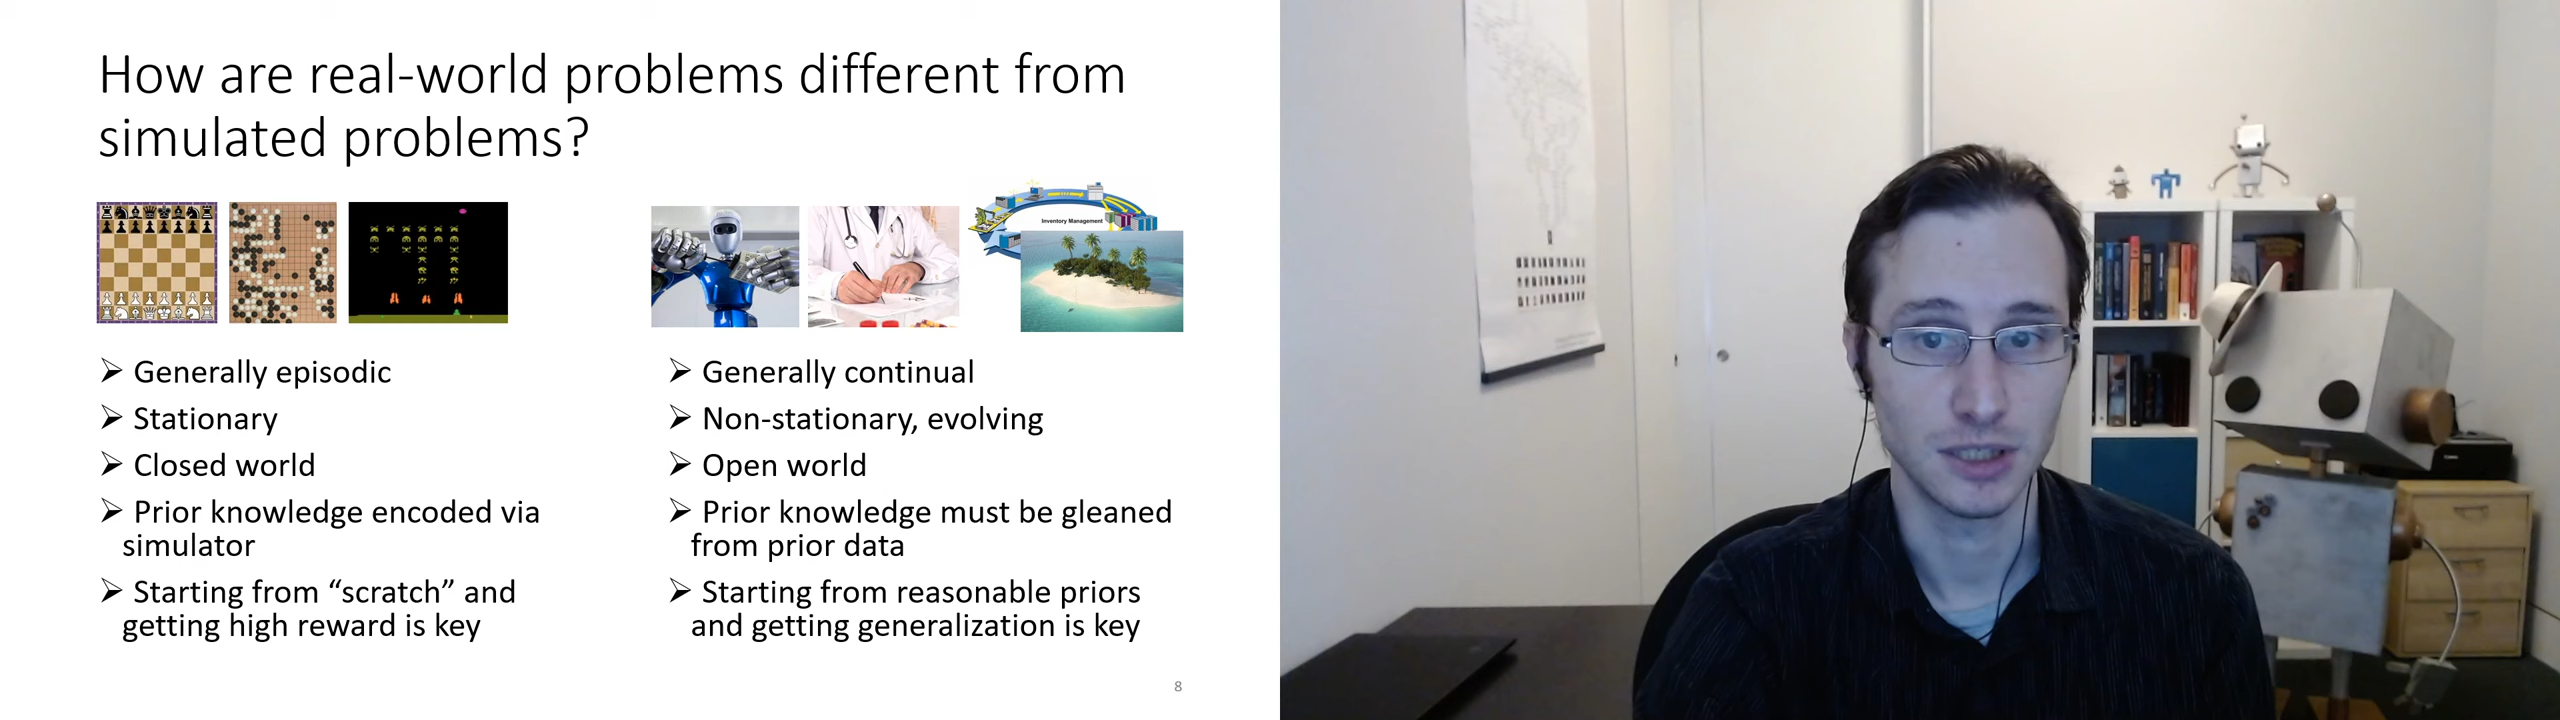 How are real-world problems different from
simulated problems?
Inventory Management
➢ Generally episodic
➢ Stationary
➢ Closed world
➢ Prior knowledge encoded via
simulator
➢ Starting from “scratch” and
getting high reward is key
➢ Generally continual
➢ Non-stationary, evolving
➢ Open world
➢ Prior knowledge must be gleaned
from prior data
➢ Starting from reasonable priors
and getting generalization is key
8